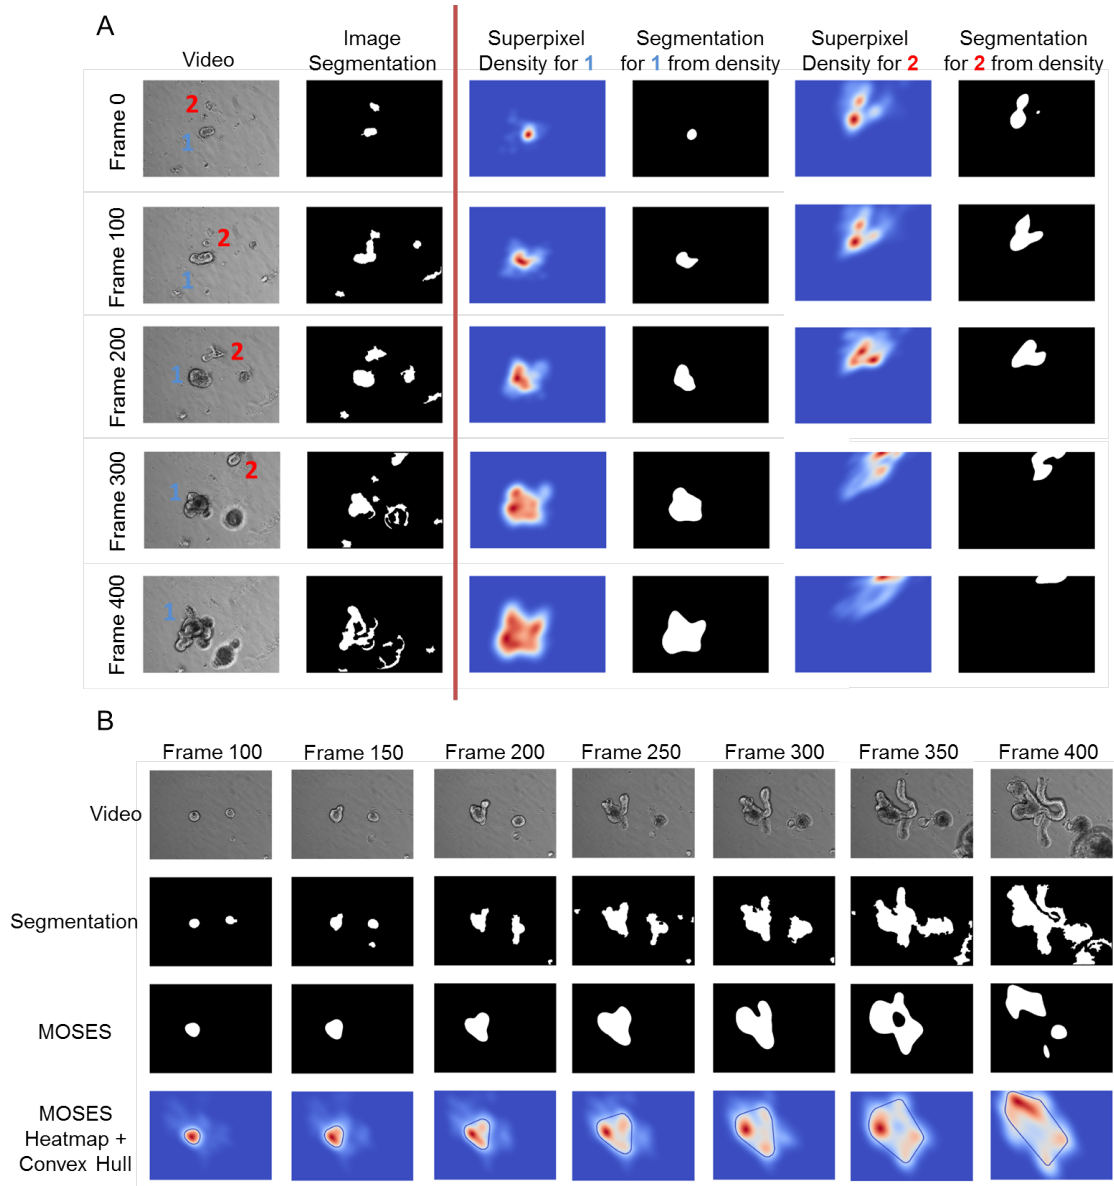 A
Video
Image
Segmentation
Superpixel
Density for 1
Segmentation
for 1 from density
Superpixel
Density for 2
Segmentation
for 2 from density
Frame 0
2
1
Frame 100
2
1
Frame 200
2
1
Frame 300
2
1
Frame 400
1
B
Frame 100
Frame 150
Frame 200
Frame 250
Frame 300
Frame 350
Frame 400
Video
Segmentation
MOSES
MOSES
Heatmap +
Convex Hull